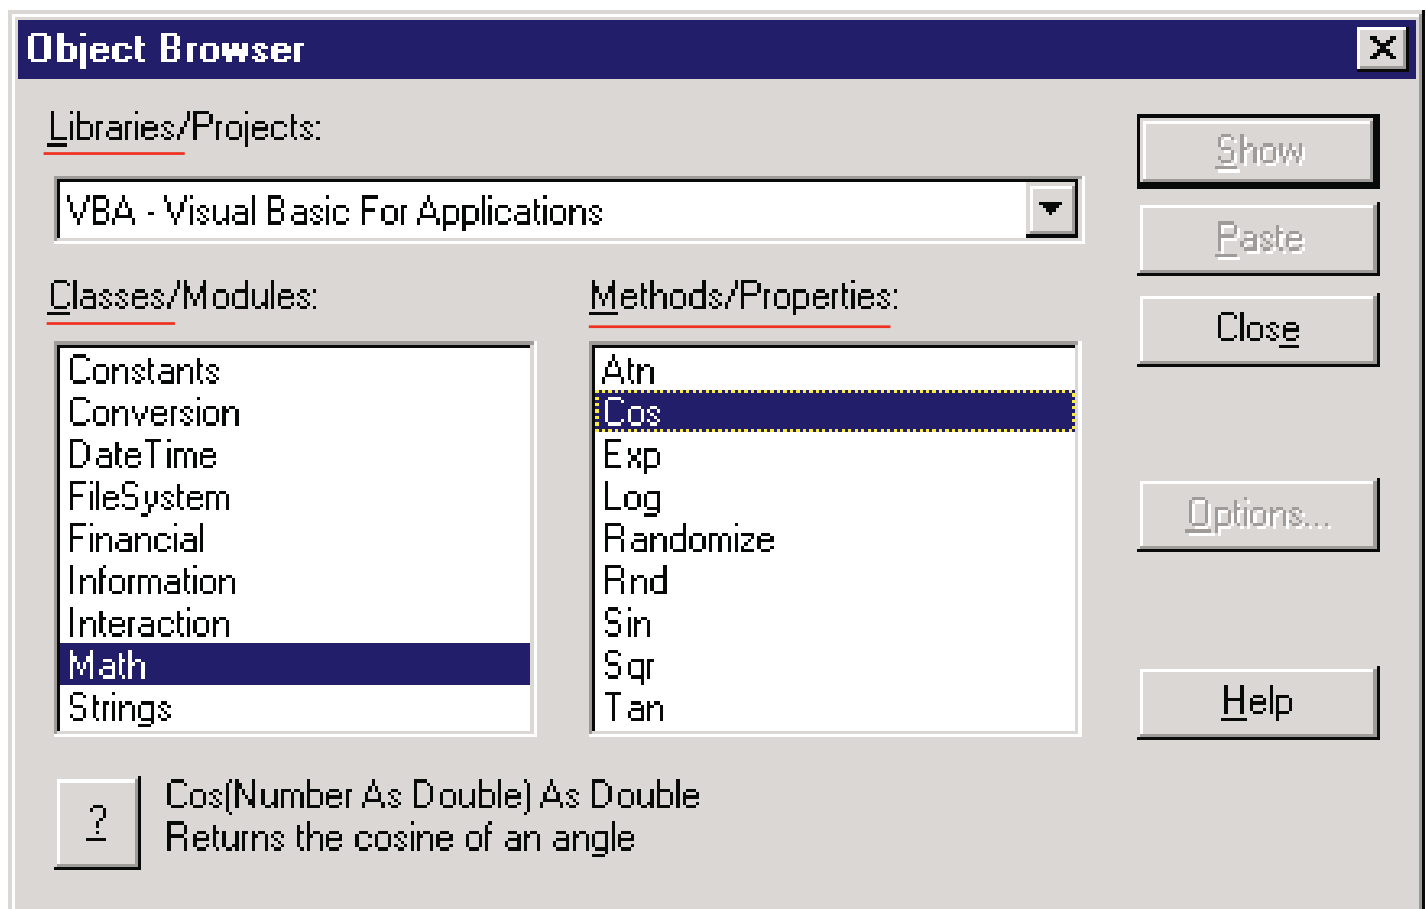 Object Browser
Libraries/Projects:
VBA - Visual Basic For Applications
Classes/Modules:
Constants
Conversion
DateTime
FileSystem
Financial
Information
Interaction
Math
Strings
Methods/Properties:
Atn
Cos
Exp
Log
Randomize
Rnd
Sin
Sqr
Tan
Show
Paste
Close
Options...
Help
?
Cos(Number As Double) As Double
Returns the cosine of an angle